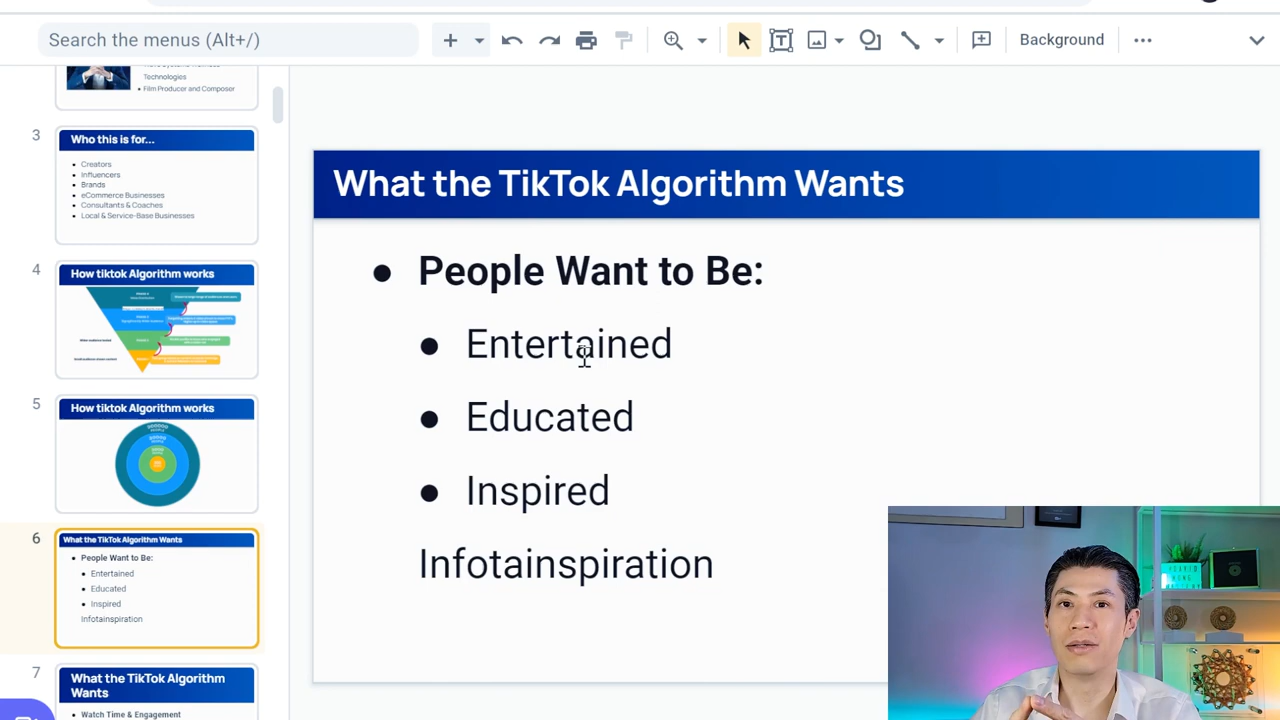 Search the menus (Alt+/)
Background
Technologies
Film Producer and Composer
3
Who this is for...
Creators
Influencers
Brands
eCommerce Businesses
Consultants & Coaches
Local & Service-Base Businesses
4
How tiktok Algorithm works
5
How tiktok Algorithm works
6
What the TikTok Algorithm Wants
People Want to Be:
Entertained
Educated
Inspired
Infotainspiration
7
What the TikTok Algorithm
Wants
Watch Time & Engagement
What the TikTok Algorithm Wants
People Want to Be:
Entertained
Educated
Inspired
Infotainspiration